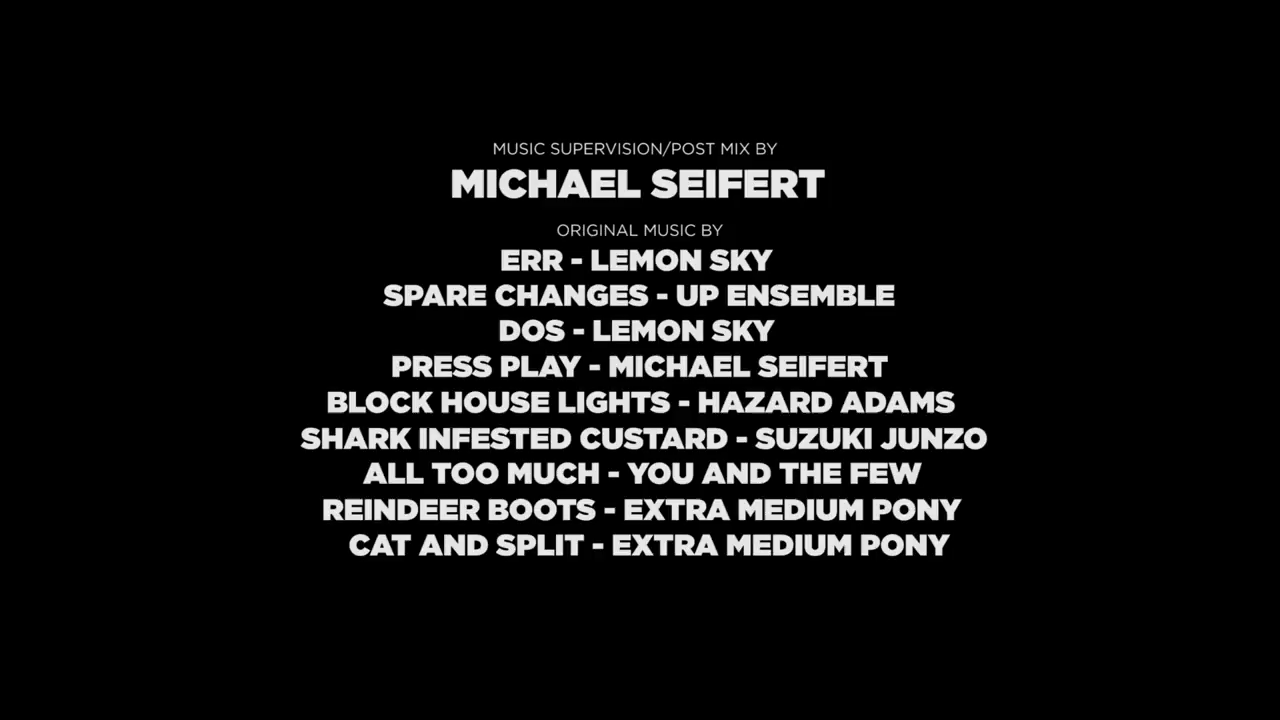 MUSIC SUPERVISION/POST MIX BY
MICHAEL SEIFERT
ORIGINAL MUSIC BY
ERR - LEMON SKY
SPARE CHANGES - UP ENSEMBLE
DOS - LEMON SKY
PRESS PLAY - MICHAEL SEIFERT
BLOCK HOUSE LIGHTS - HAZARD ADAMS
SHARK INFESTED CUSTARD - SUZUKI JUNZO
ALL TOO MUCH - YOU AND THE FEW
REINDEER BOOTS - EXTRA MEDIUM PONY
CAT AND SPLIT - EXTRA MEDIUM PONY